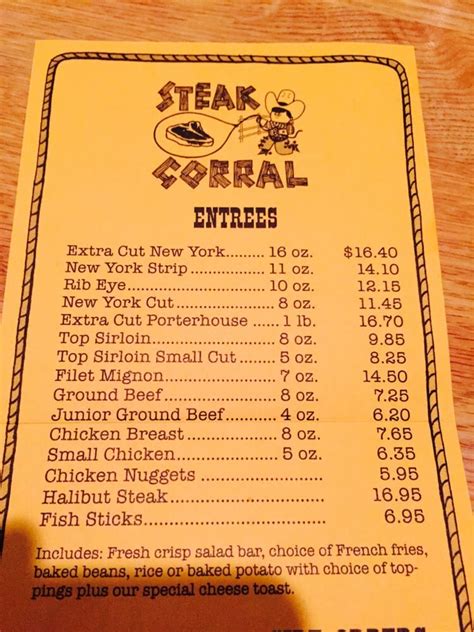 STEAK
CORRAL
ENTREES
Extra Cut New York......... 16 oz. $16.40
New York Strip................. 11 oz. 14.10
Rib Eye............................... 10 oz. 12.15
New York Cut...................... 8 oz. 11.45
Extra Cut Porterhouse ...... 1 lb. 16.70
Top Sirloin........................... 8 oz. 9.85
Top Sirloin Small Cut ......... 5 oz. 8.25
Filet Mignon........................ 7 oz. 14.50
Ground Beef......................... 8 oz. 7.25
Junior Ground Beef............. 4 oz. 6.20
Chicken Breast .................... 8 oz. 7.65
Small Chicken ...................... 5 oz. 6.35
Chicken Nuggets ............................. 5.95
Halibut Steak................................... 16.95
Fish Sticks........................................ 6.95
Includes: Fresh crisp salad bar, choice of French fries,
baked beans, rice or baked potato with choice of top-
pings plus our special cheese toast.
ORDERS